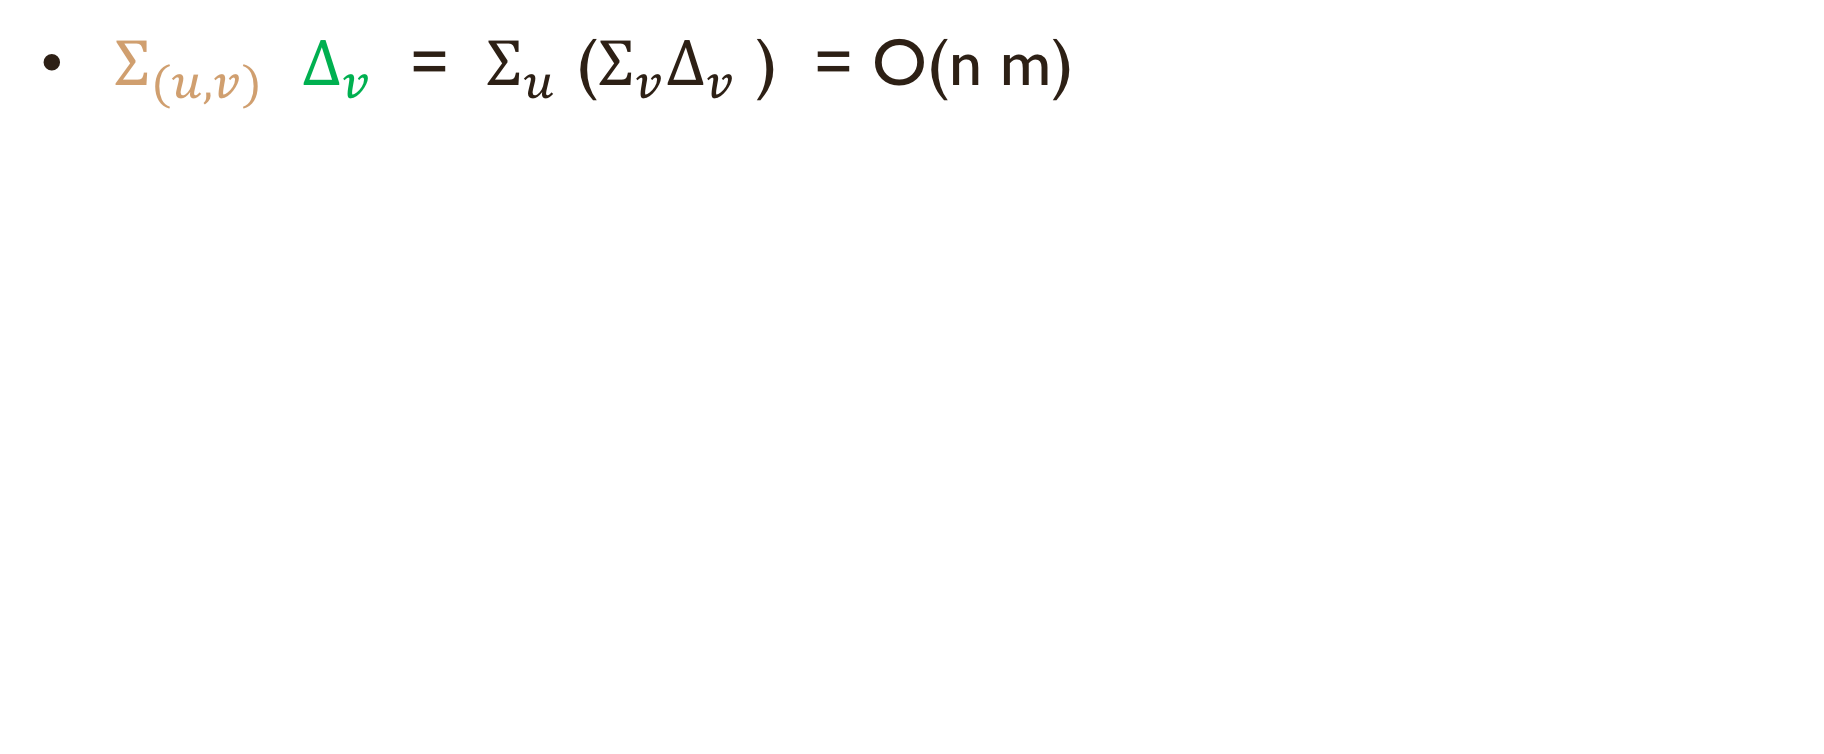 • Σ(u,v) Δv = Σu (ΣvΔv ) = O(n m)